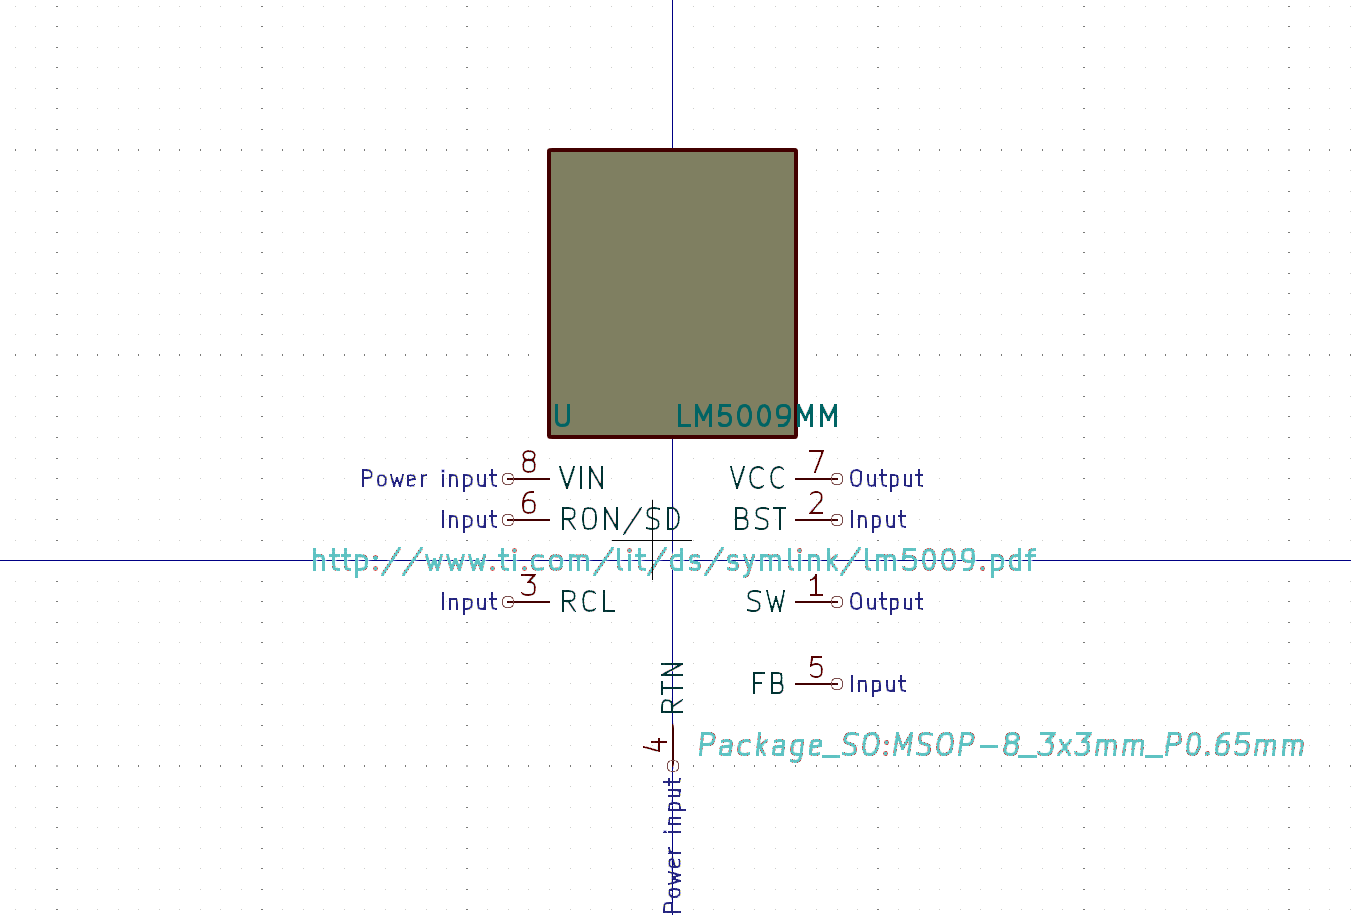 U LM5009MM
8 7
Power input VIN VCC Output
6 2
Input RON/SD BST Input
http://www.ti.com/lit/ds/symlink/lm5009.pdf
3 1
Input RCL SW Output
5
RTN FB Input
4 Package_SO:MSOP-8_3x3mm_P0.65mm
Power input